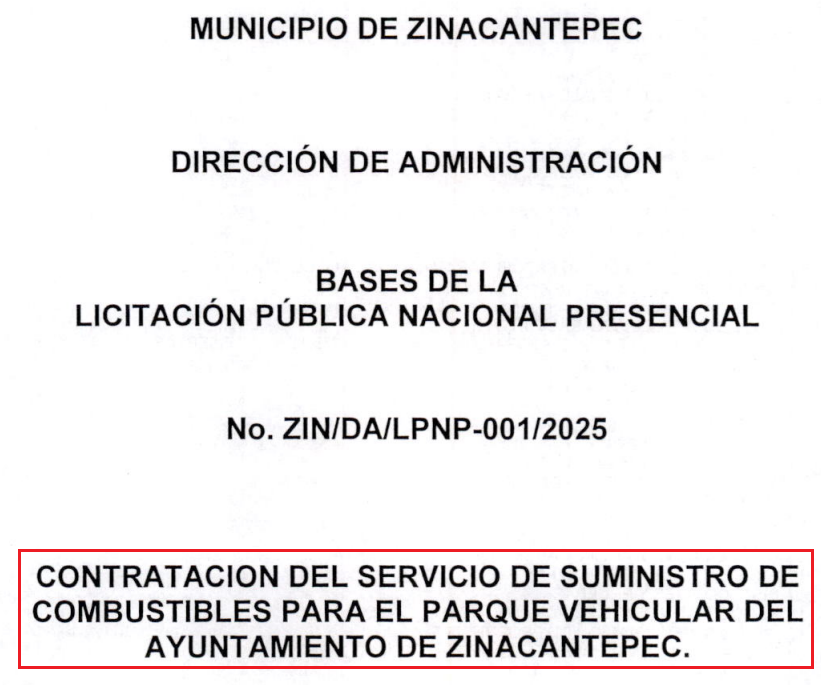 MUNICIPIO DE ZINACANTEPEC
DIRECCIÓN DE ADMINISTRACIÓN
BASES DE LA
LICITACIÓN PÚBLICA NACIONAL PRESENCIAL
No. ZIN/DA/LPNP-001/2025
CONTRATACION DEL SERVICIO DE SUMINISTRO DE
COMBUSTIBLES PARA EL PARQUE VEHICULAR DEL
AYUNTAMIENTO DE ZINACANTEPEC.